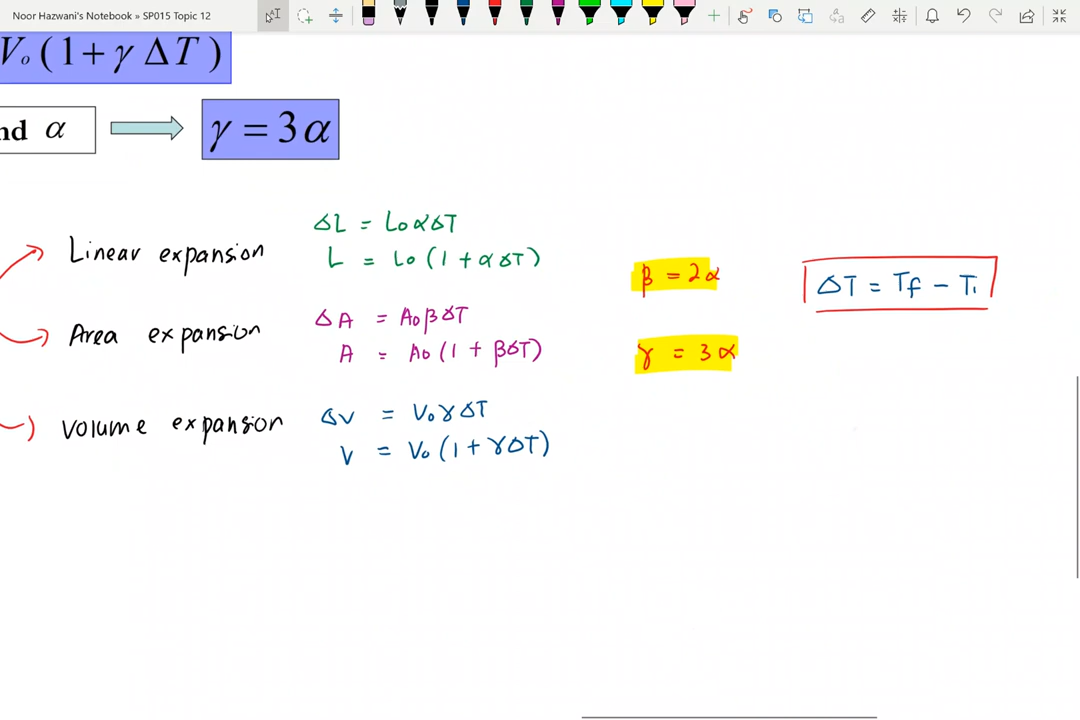 Noor Hazwani's Notebook » SP015 Topic 12
V₀ (1 + γ ΔT)
nd α
γ = 3α
Linear expansion
ΔL = L₀αΔT
L = L₀ (1 + αΔT)
β = 2α
ΔT = Tf - Ti
Area expansion
ΔA = A₀βΔT
A = A₀ (1 + βΔT)
γ = 3α
Volume expansion
ΔV = V₀γΔT
V = V₀ (1 + γΔT)